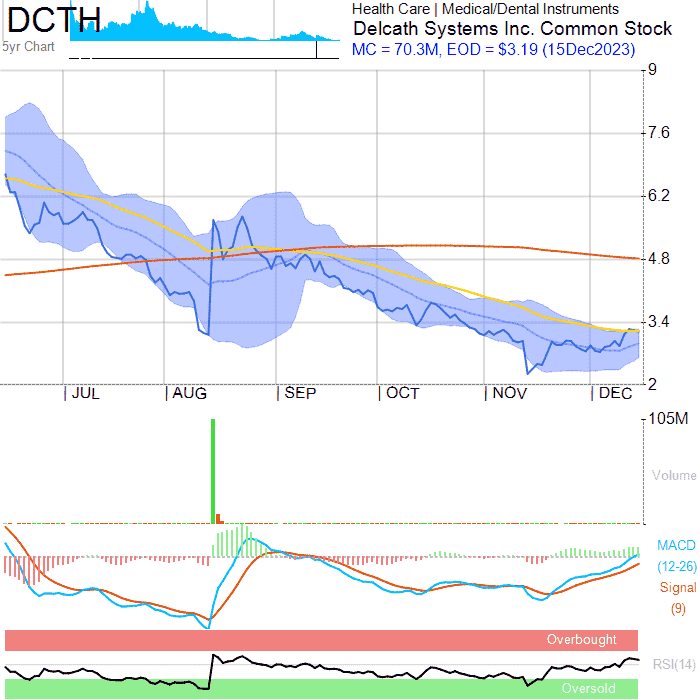 DCTH
Health Care | Medical/Dental Instruments
Delcath Systems Inc. Common Stock
5yr Chart
MC = 70.3M, EOD = $3.19 (15Dec2023)
9
7.6
6.2
4.8
3.4
2
JUL
AUG
SEP
OCT
NOV
DEC
105M
Volume
MACD
(12-26)
Signal
(9)
Overbought
RSI(14)
Oversold